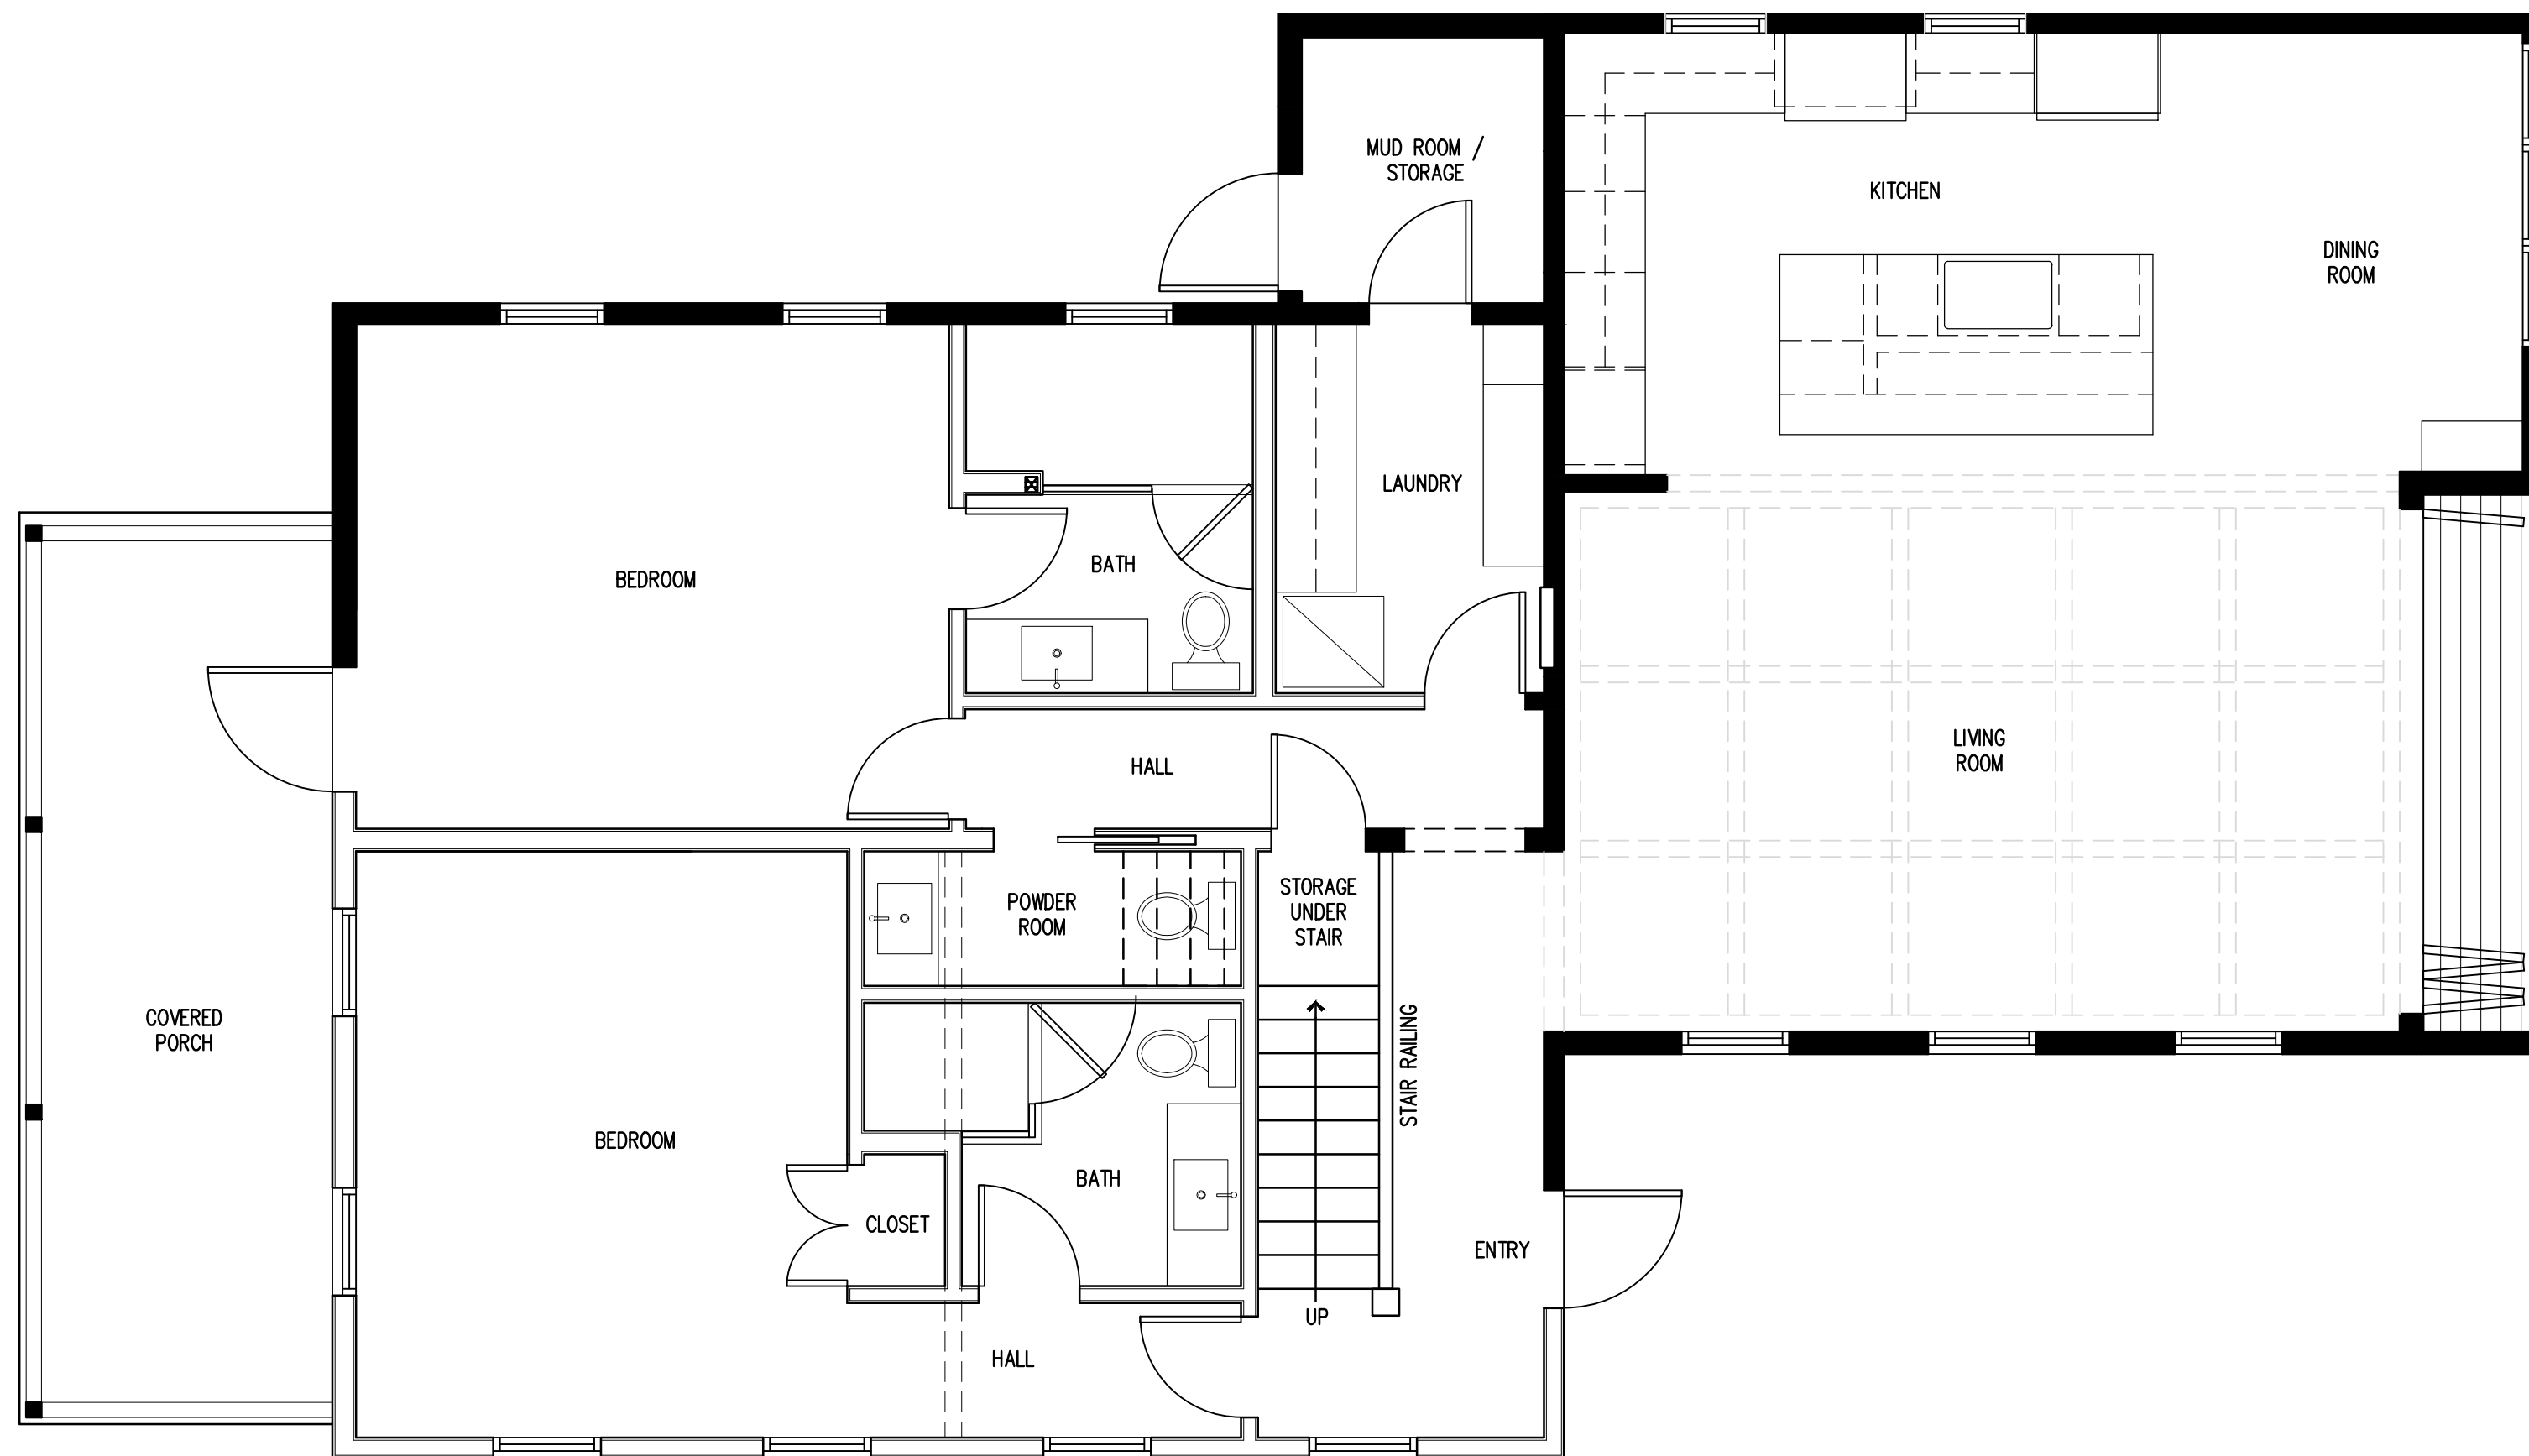 MUD ROOM /
STORAGE
KITCHEN
DINING
ROOM
LAUNDRY
BEDROOM
BATH
LIVING
ROOM
HALL
STORAGE
UNDER
STAIR
POWDER
ROOM
COVERED
PORCH
STAIR RAILING
BEDROOM
BATH
CLOSET
ENTRY
UP
HALL